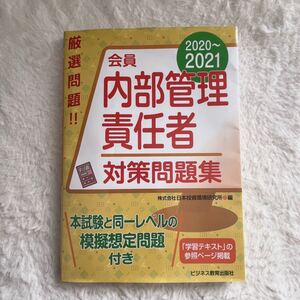 厳選問題!!
2020〜
2021
会員
内部管理
責任者
対策問題集
株式会社日本投資環境研究所 編
本試験と同一レベルの
模擬想定問題
付き
「学習テキスト」の
参照ページ掲載
ビジネス教育出版社